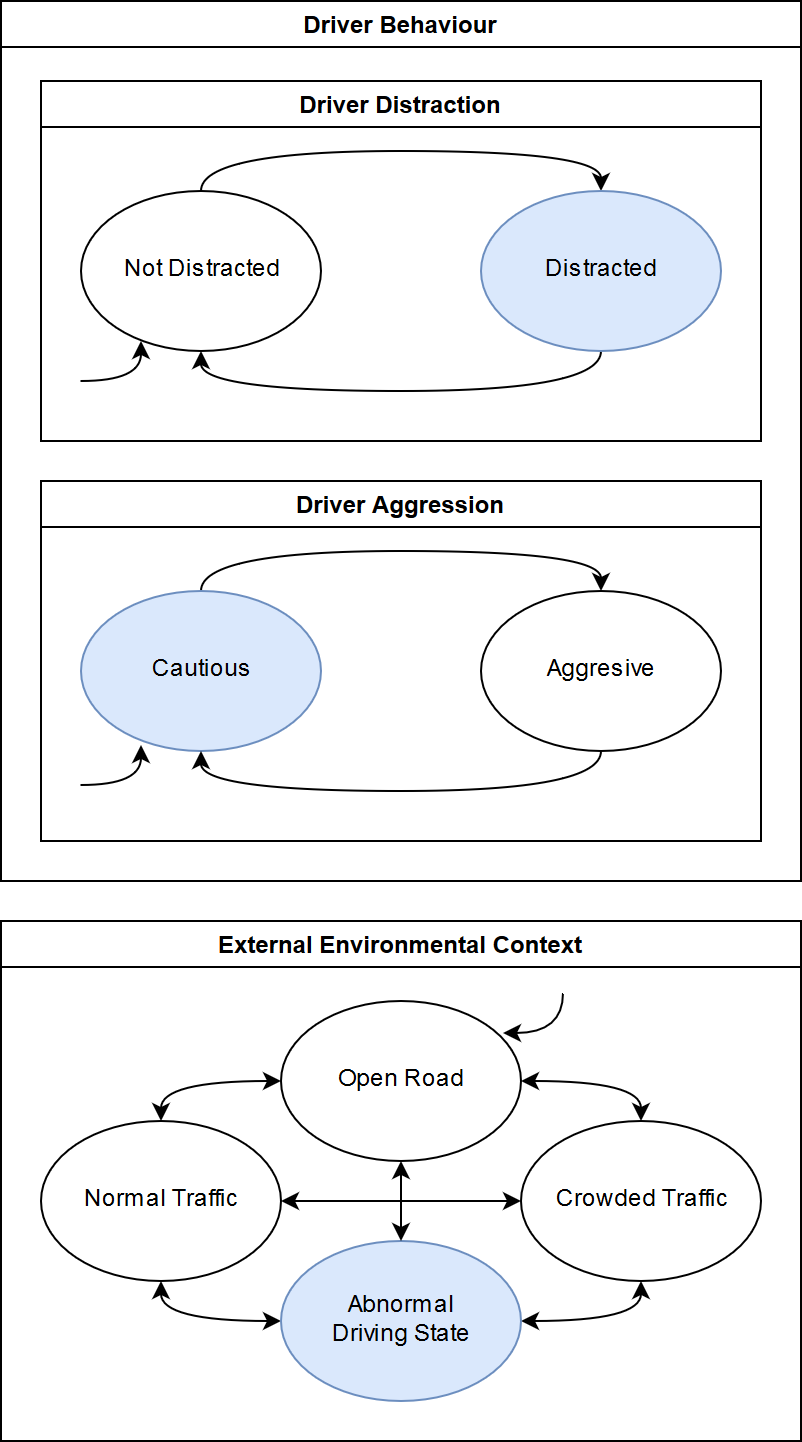 Driver Behaviour
Driver Distraction
Not Distracted
Distracted
Driver Aggression
Cautious
Aggresive
External Environmental Context
Open Road
Normal Traffic
Crowded Traffic
Abnormal
Driving State